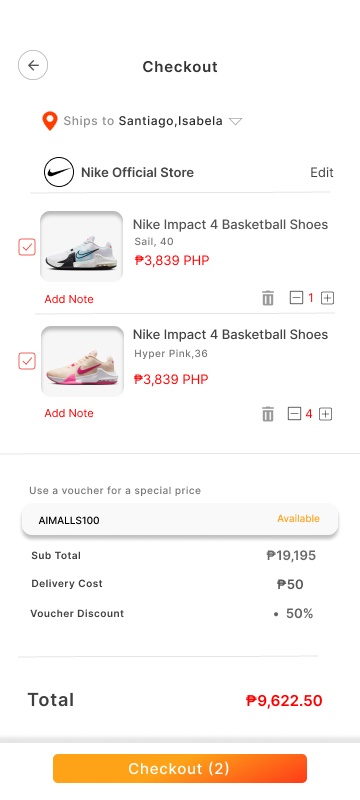 Checkout
Ships to Santiago,Isabela
Nike Official Store Edit
Nike Impact 4 Basketball Shoes
Sail, 40
₱3,839 PHP
Add Note 1
Nike Impact 4 Basketball Shoes
Hyper Pink,36
₱3,839 PHP
Add Note 4
Use a voucher for a special price
AIMALLS100 Available
Sub Total ₱19,195
Delivery Cost ₱50
Voucher Discount • 50%
Total ₱9,622.50
Checkout (2)